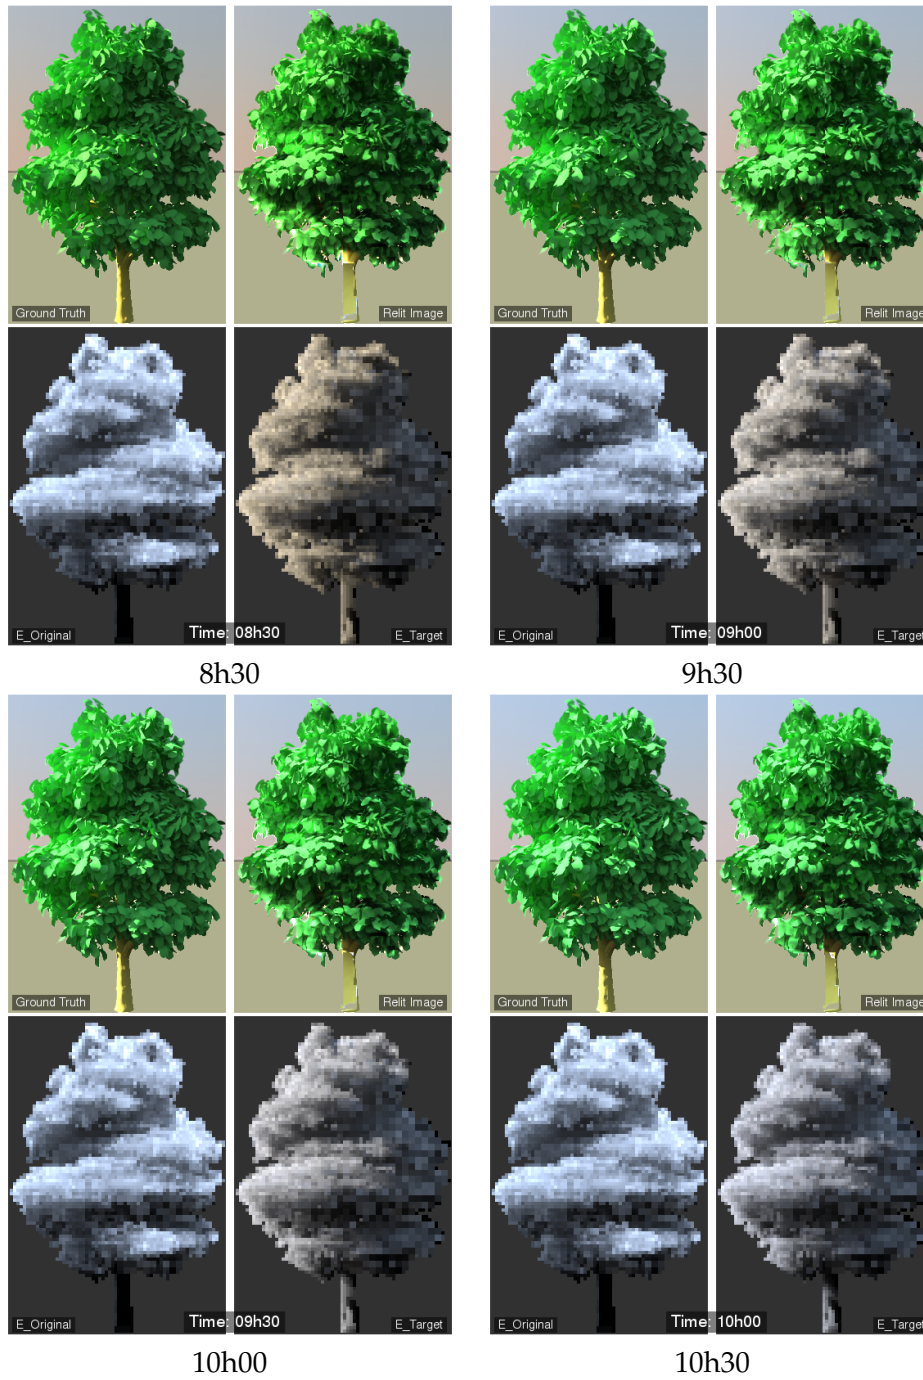 Ground Truth
Relit Image
E_Original
Time: 08h30
E_Target
8h30
Ground Truth
Relit Image
E_Original
Time: 09h00
E_Target
9h30
Ground Truth
Relit Image
E_Original
Time: 09h30
E_Target
10h00
Ground Truth
Relit Image
E_Original
Time: 10h00
E_Target
10h30